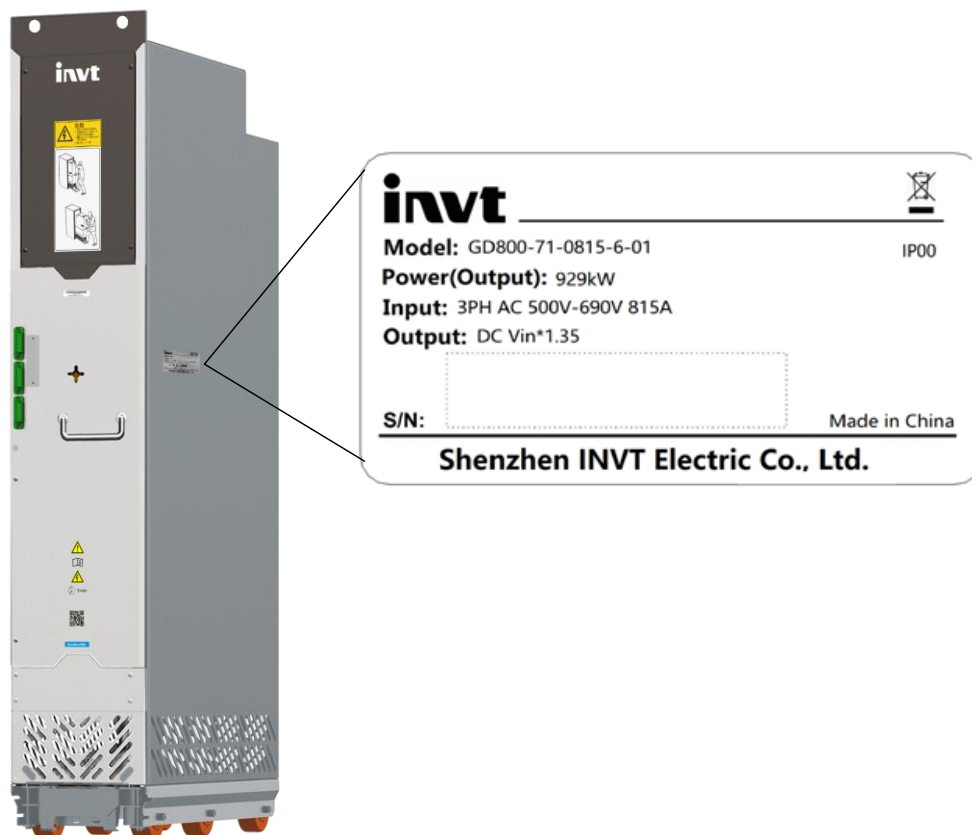 invt
invt
Model: GD800-71-0815-6-01
IP00
Power(Output): 929kW
Input: 3PH AC 500V-690V 815A
Output: DC Vin*1.35
S/N:
Made in China
Shenzhen INVT Electric Co., Ltd.